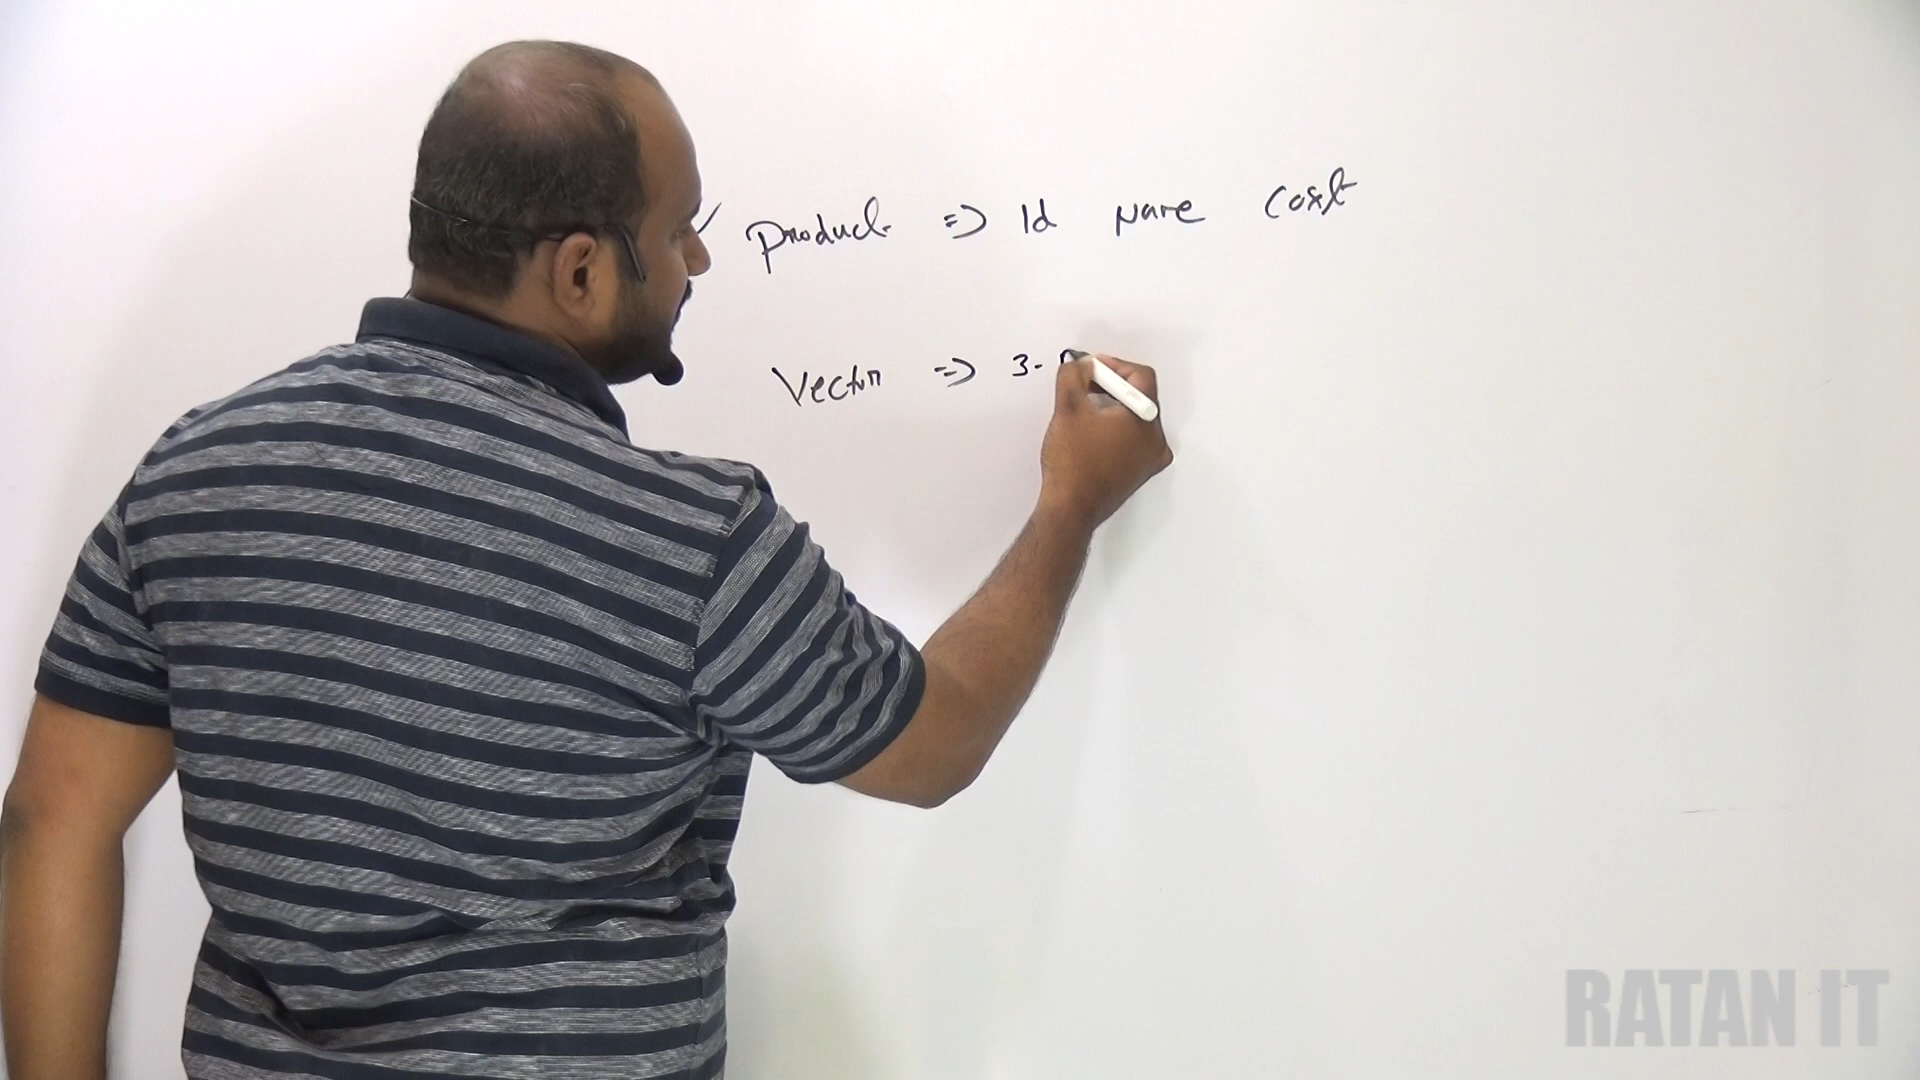 ✓ Product => Id Name Cost
Vector => 3-
RATAN IT